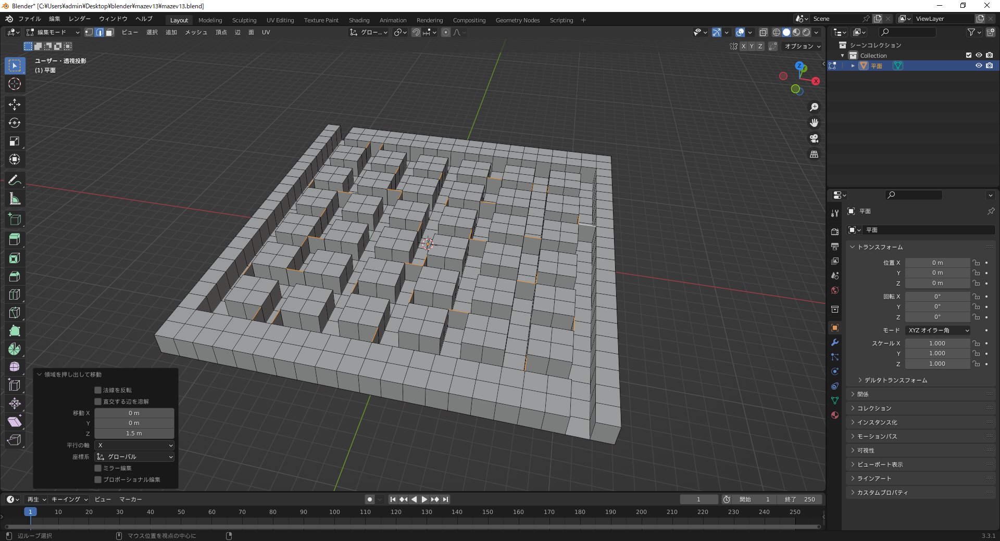 Blender* [C:¥Users¥admin¥Desktop¥blender¥mazev13¥mazev13.blend]
ファイル 編集 レンダー ウィンドウ ヘルプ Layout Modeling Sculpting UV Editing Texture Paint Shading Animation Rendering Compositing Geometry Nodes Scripting + Scene ViewLayer
編集モード ビュー 選択 追加 メッシュ 頂点 辺 面 UV グロー...
X Y Z オプション
ユーザー・透視投影
(1) 平面
Z
X
シーンコレクション
Collection
平面
平面
平面
トランスフォーム
位置 X 0 m
Y 0 m
Z 0 m
回転 X 0°
Y 0°
Z 0°
モード XYZ オイラー角
スケール X 1.000
Y 1.000
Z 1.000
デルタトランスフォーム
関係
コレクション
インスタンス化
モーションパス
可視性
ビューポート表示
ラインアート
カスタムプロパティ
領域を押し出して移動
法線を反転
直交する辺を溶解
移動 X 0 m
Y 0 m
Z 1.5 m
平行の軸 X
座標系 グローバル
ミラー編集
プロポーショナル編集
再生 キーイング ビュー マーカー 1 開始 1 終了 250
1 10 20 30 40 50 60 70 80 90 100 110 120 130 140 150 160 170 180 190 200 210 220 230 240 250
辺ループ選択 マウス位置を視点の中心に 3.3.1